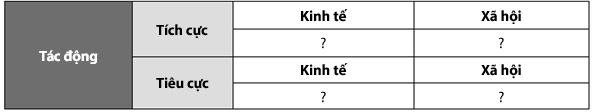 Tác động
Tích cực
Kinh tế
Xã hội
?
?
Tiêu cực
Kinh tế
Xã hội
?
?